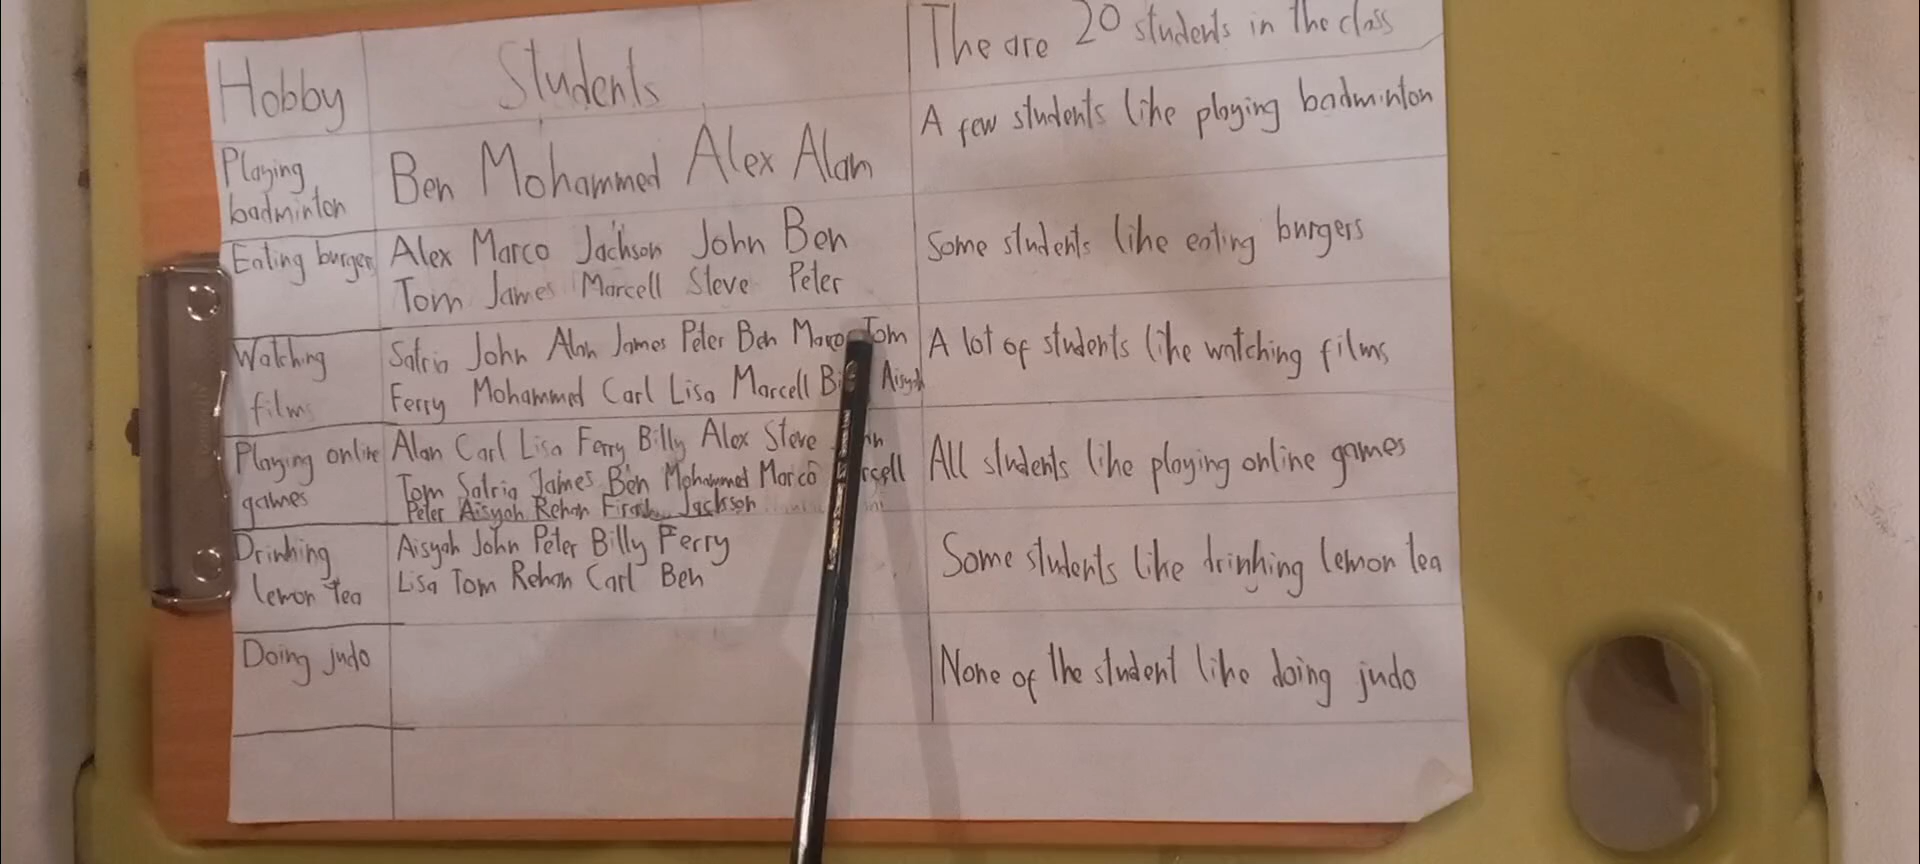 Hobby
Students
The are 20 students in the class
Playing
badminton
Ben Mohammed Alex Alan
A few students like playing badminton
Eating burger
Alex Marco Jackson John Ben
Tom James Marcell Steve Peter
Some students like eating burgers
Watching
films
Satria John Alan James Peter Ben Marco Tom
Ferry Mohammed Carl Lisa Marcell Aisyah
A lot of students like watching films
Playing online
games
Alan Carl Lisa Ferry Billy Alex Steve
Tom Satria James Ben Mohammed Marco
Peter Aisyah Rehan Jackson
All students like playing online games
Drinking
lemon tea
Aisyah John Peter Billy Ferry
Lisa Tom Rehan Carl Ben
Some students like drinking lemon tea
Doing judo
None of the student like doing judo